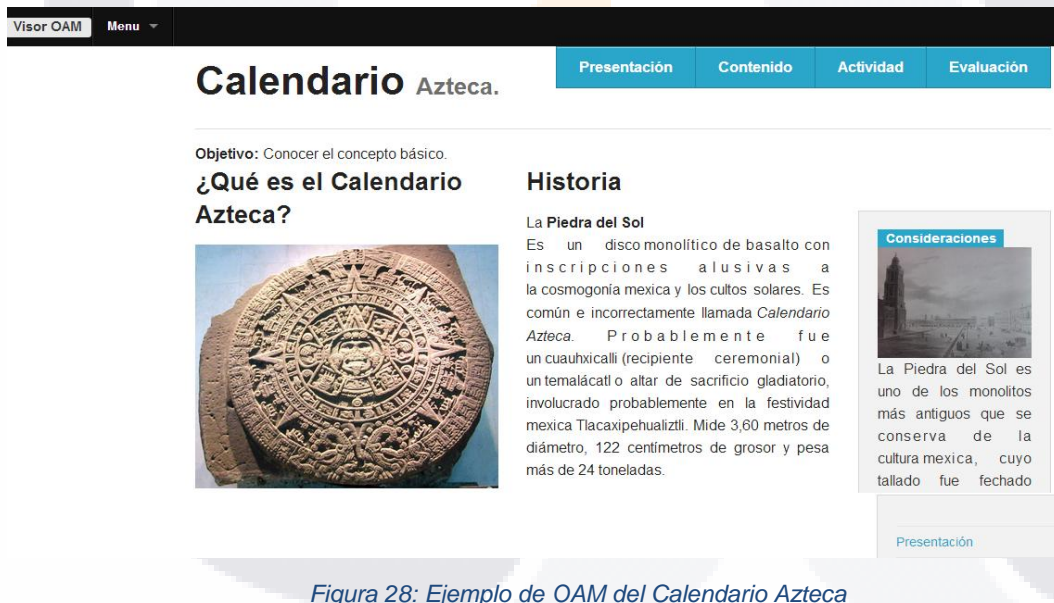 Visor OAM Menu
Calendario Azteca.
Presentación Contenido Actividad Evaluación
Objetivo: Conocer el concepto básico.
¿Qué es el Calendario
Azteca?
Historia
La Piedra del Sol
Es un disco monolítico de basalto con
inscripciones alusivas a
la cosmogonía mexica y los cultos solares. Es
común e incorrectamente llamada Calendario
Azteca. Probablemente fue
un cuauhxicalli (recipiente ceremonial) o
un temalácatl o altar de sacrificio gladiatorio,
involucrado probablemente en la festividad
mexica Tlacaxipehualiztli. Mide 3,60 metros de
diámetro, 122 centímetros de grosor y pesa
más de 24 toneladas.
Consideraciones
La Piedra del Sol es
uno de los monolitos
más antiguos que se
conserva de la
cultura mexica, cuyo
tallado fue fechado
Presentación
Figura 28: Ejemplo de OAM del Calendario Azteca